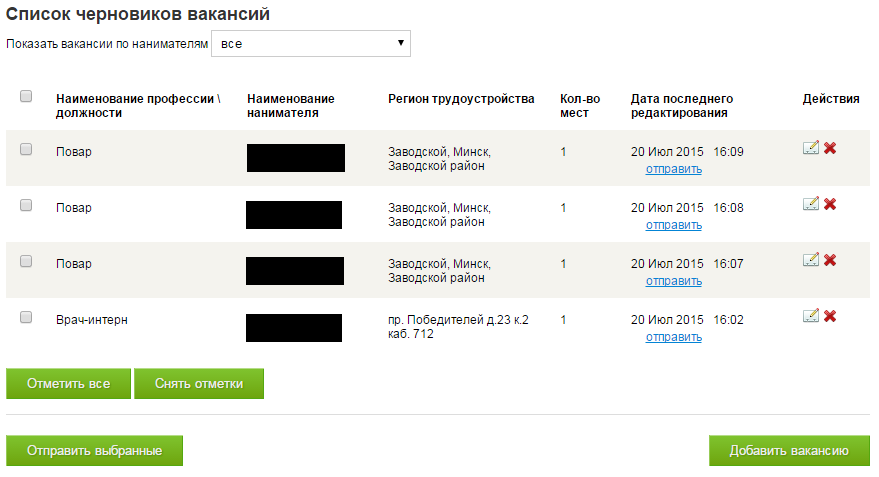 Список черновиков вакансий
Показать вакансии по нанимателям все
Наименование профессии \ Наименование Регион трудоустройства Кол-во Дата последнего Действия
должности нанимателя мест редактирования
Повар Заводской, Минск, 1 20 Июл 2015 16:09
Заводской район отправить
Повар Заводской, Минск, 1 20 Июл 2015 16:08
Заводской район отправить
Повар Заводской, Минск, 1 20 Июл 2015 16:07
Заводской район отправить
Врач-интерн пр. Победителей д.23 к.2 1 20 Июл 2015 16:02
каб. 712 отправить
Отметить все Снять отметки
Отправить выбранные Добавить вакансию